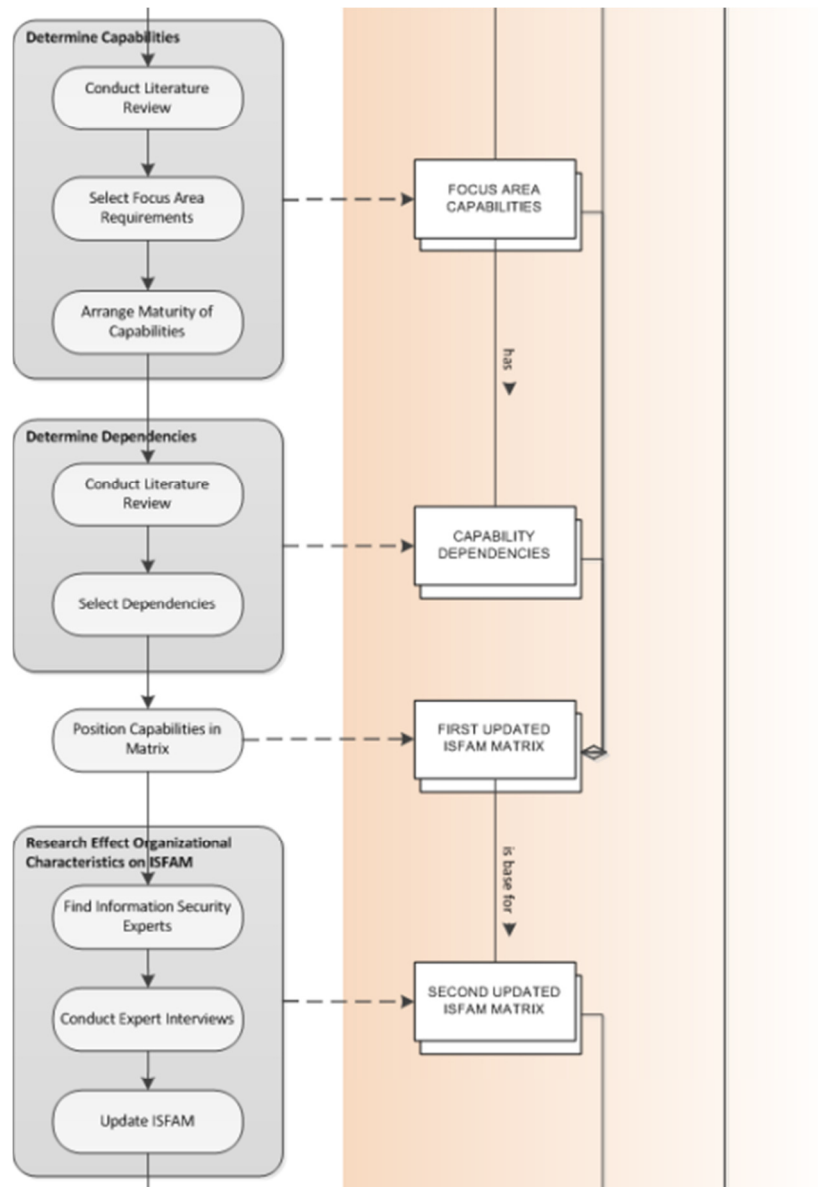 Determine Capabilities
Conduct Literature
Review
Select Focus Area
Requirements
Arrange Maturity of
Capabilities
FOCUS AREA
CAPABILITIES
has
Determine Dependencies
Conduct Literature
Review
Select Dependencies
CAPABILITY
DEPENDENCIES
Position Capabilities in
Matrix
FIRST UPDATED
ISFAM MATRIX
is base for
Research Effect Organizational
Characteristics on ISFAM
Find Information Security
Experts
Conduct Expert Interviews
Update ISFAM
SECOND UPDATED
ISFAM MATRIX